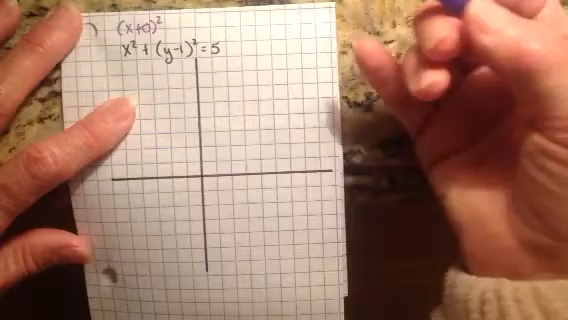 )
(x+0)²
x² + (y-1)² = 5